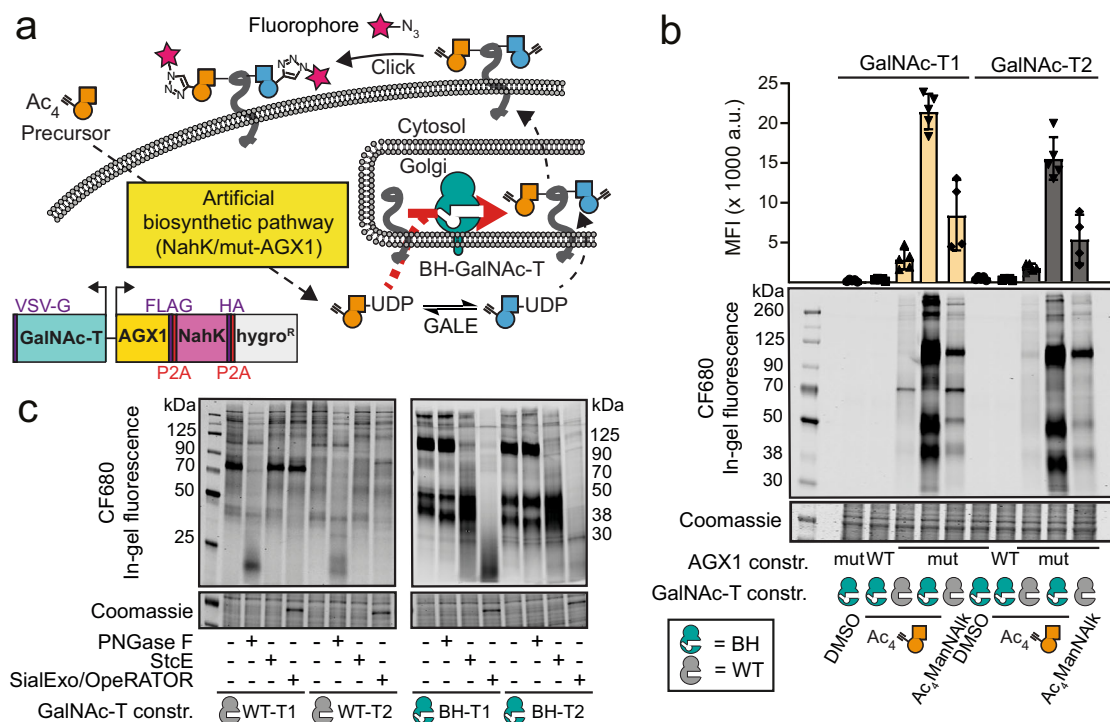 a
Fluorophore
N3
Click
Ac4
Precursor
N
N
N
N
N
N
Cytosol
Golgi
Artificial
biosynthetic pathway
(NahK/mut-AGX1)
BH-GalNAc-T
UDP
GALE
UDP
VSV-G
FLAG
HA
GalNAc-T
AGX1
NahK
hygroR
P2A
P2A
b
GalNAc-T1
GalNAc-T2
MFI (x 1000 a.u.)
25
20
15
10
5
kDa
260
125
90
70
50
38
30
CF680
In-gel fluorescence
Coomassie
AGX1 constr.
mut WT mut WT mut
GalNAc-T constr.
DMSO
Ac4
Ac4ManNAlk
DMSO
Ac4
Ac4ManNAlk
= BH
= WT
c
kDa
125
90
70
50
25
kDa
125
90
70
50
38
30
CF680
In-gel fluorescence
Coomassie
PNGase F - + - - - + - - - + - - - + - -
StcE - - + - - - + - - - + - - - + -
SialExo/OpeRATOR - - - + - - - + - - - + - - - +
GalNAc-T constr. WT-T1 WT-T2 BH-T1 BH-T2